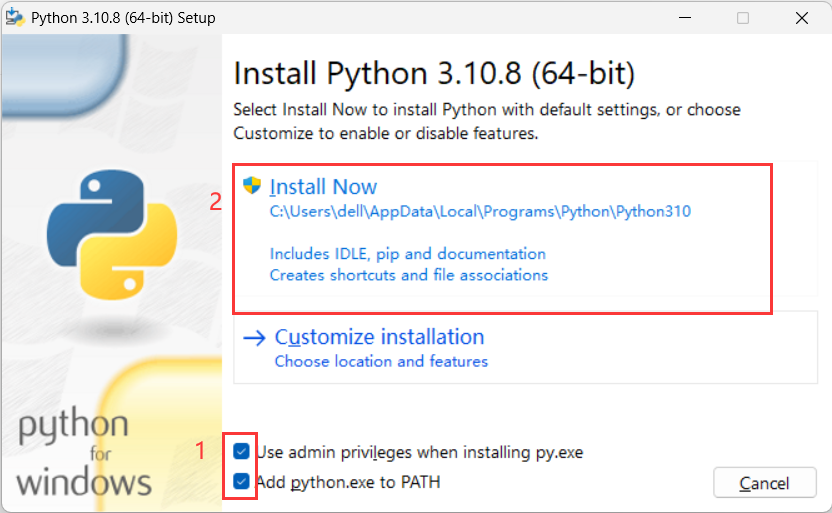 Python 3.10.8 (64-bit) Setup
Install Python 3.10.8 (64-bit)
Select Install Now to install Python with default settings, or choose
Customize to enable or disable features.
2
Install Now
C:\Users\dell\AppData\Local\Programs\Python\Python310
Includes IDLE, pip and documentation
Creates shortcuts and file associations
Customize installation
Choose location and features
python
for
windows
1
Use admin privileges when installing py.exe
Add python.exe to PATH
Cancel